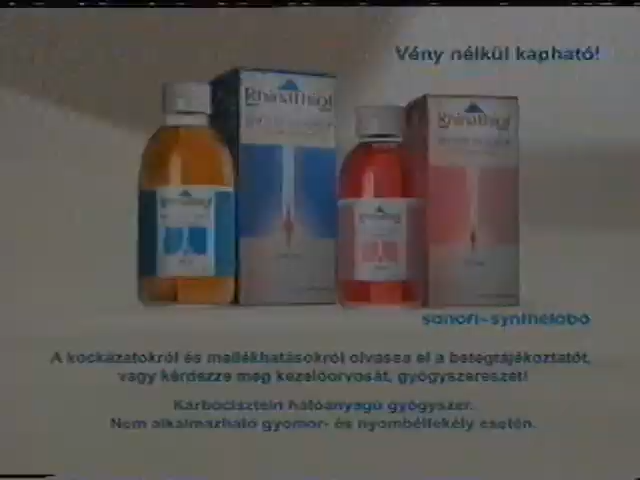 Vény nélkül kapható!
RhinaThiol
RhinaThiol
sanofi~synthelabo
A kockázatokról és mellékhatásokról olvassa el a betegtájékoztatót,
vagy kérdezze meg kezelőorvosát, gyógyszerészét!
Karbocisztein hatóanyagú gyógyszer.
Nem alkalmazható gyomor- és nyombélfekély esetén.